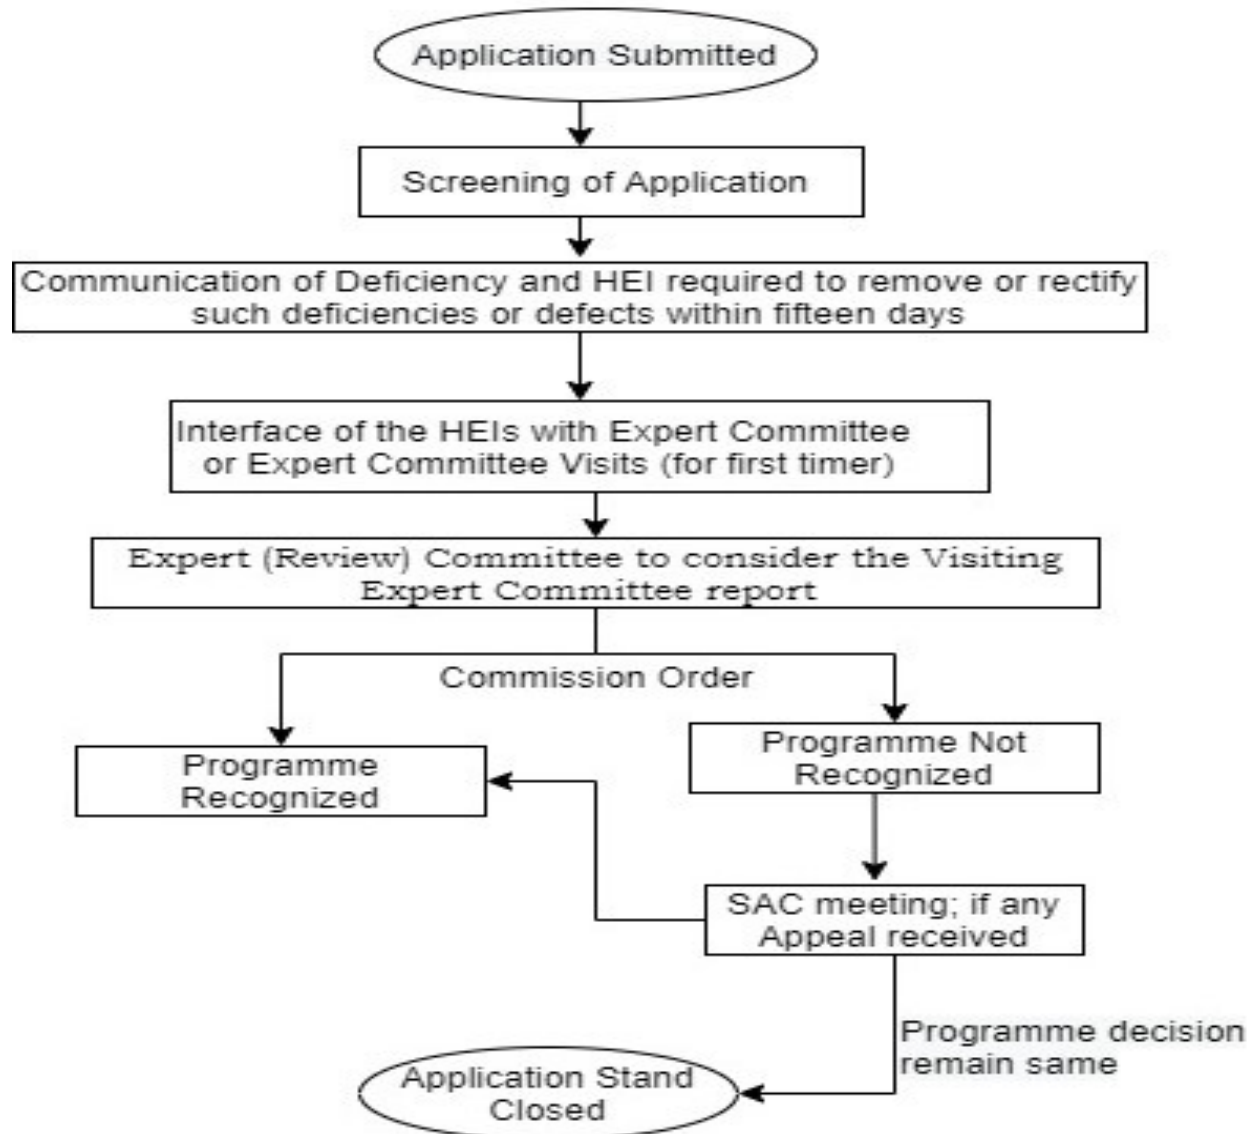 Application Submitted
Screening of Application
Communication of Deficiency and HEI required to remove or rectify
such deficiencies or defects within fifteen days
Interface of the HEIs with Expert Committee
or Expert Committee Visits (for first timer)
Expert (Review) Committee to consider the Visiting
Expert Committee report
Commission Order
Programme
Recognized
Programme Not
Recognized
SAC meeting; if any
Appeal received
Programme decision
remain same
Application Stand
Closed